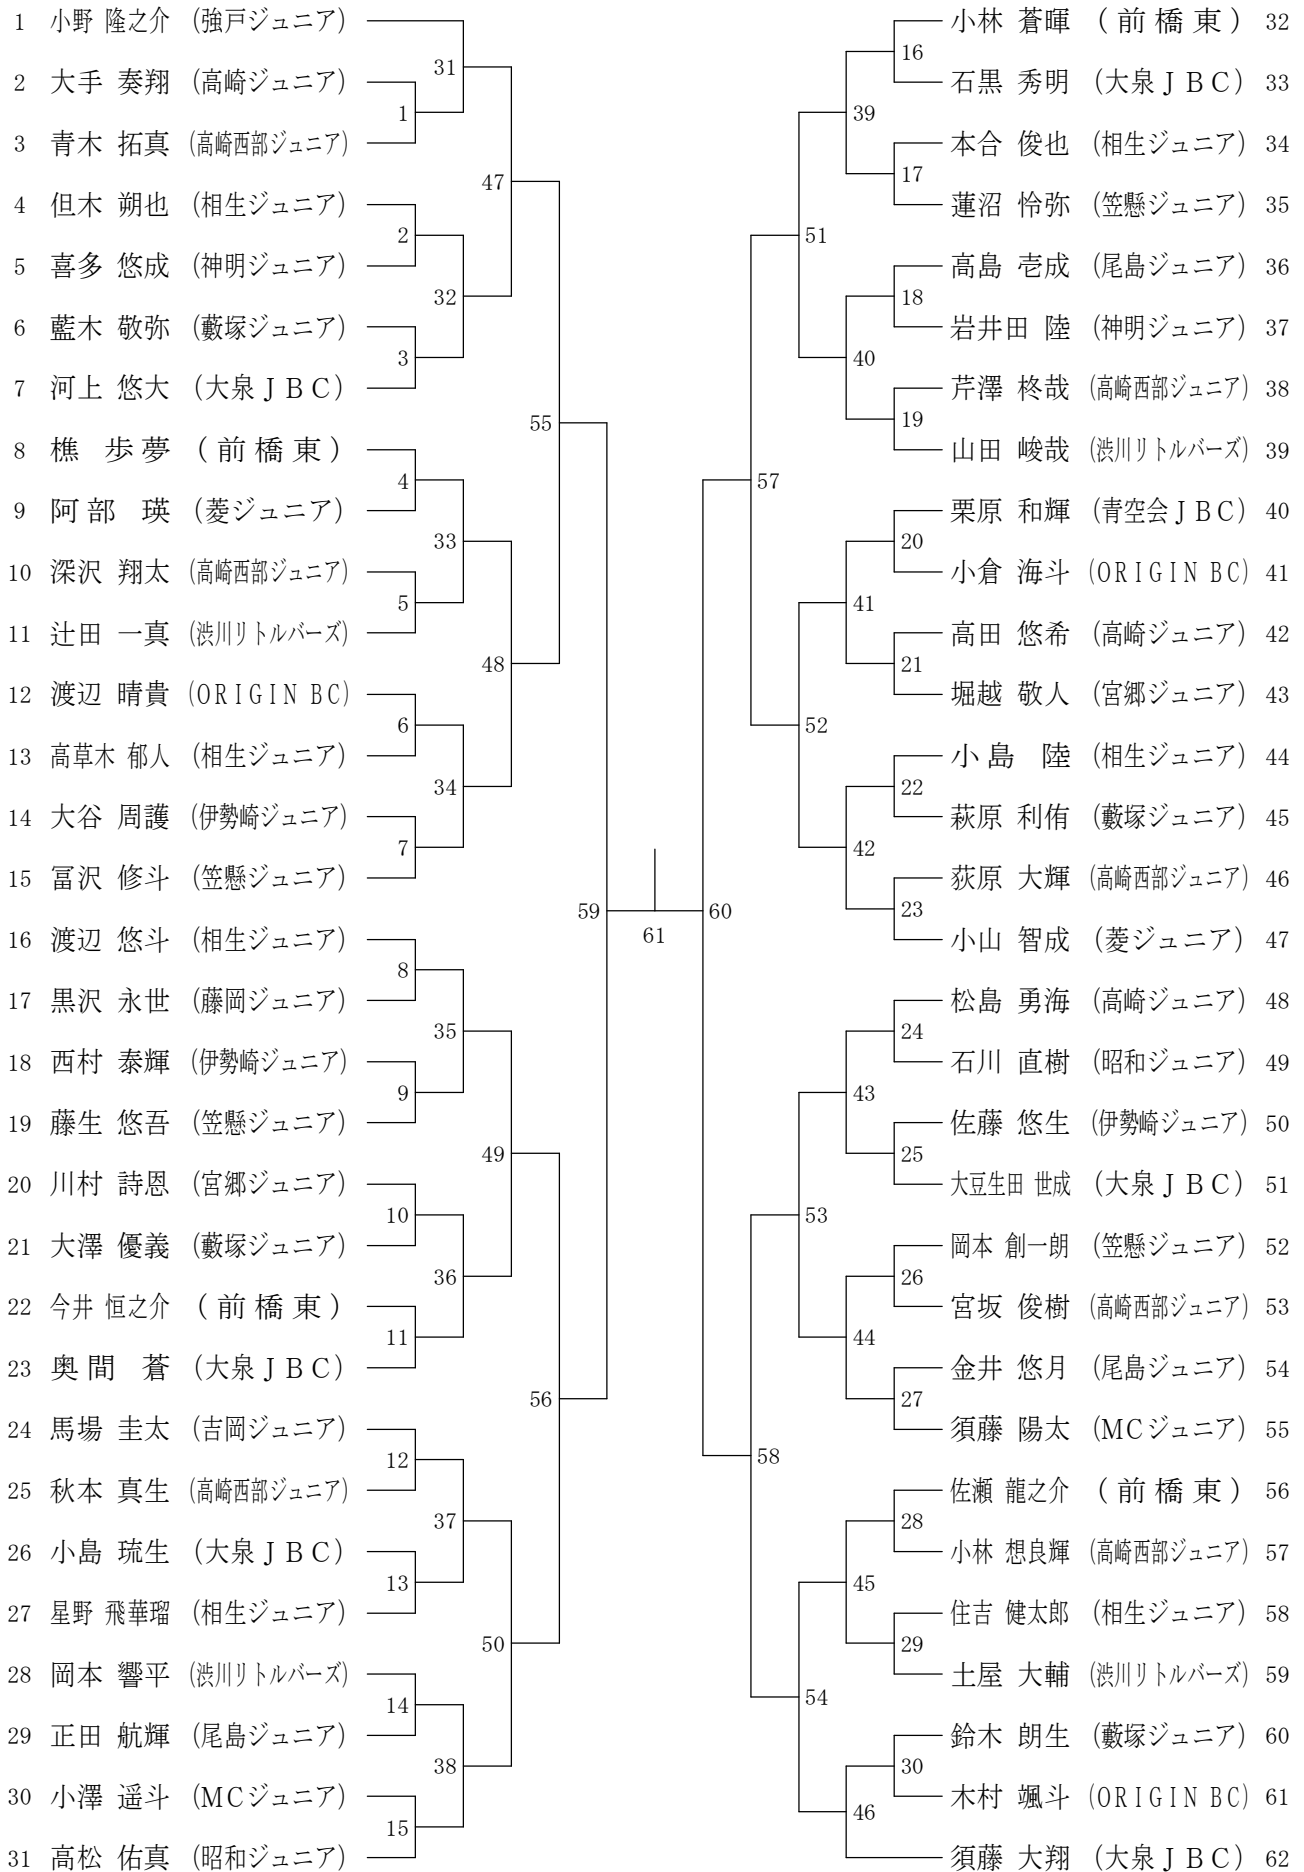 1 小野 隆之介 (強戸ジュニア)
2 大手 奏翔 (高崎ジュニア)
3 青木 拓真 (高崎西部ジュニア)
4 但木 朔也 (相生ジュニア)
5 喜多 悠成 (神明ジュニア)
6 藍木 敬弥 (藪塚ジュニア)
7 河上 悠大 (大泉ＪＢＣ)
8 樵 歩夢 (前橋東)
9 阿部 瑛 (菱ジュニア)
10 深沢 翔太 (高崎西部ジュニア)
11 辻田 一真 (渋川リトルバーズ)
12 渡辺 晴貴 (ORIGIN BC)
13 高草木 郁人 (相生ジュニア)
14 大谷 周護 (伊勢崎ジュニア)
15 冨沢 修斗 (笠懸ジュニア)
16 渡辺 悠斗 (相生ジュニア)
17 黒沢 永世 (藤岡ジュニア)
18 西村 泰輝 (伊勢崎ジュニア)
19 藤生 悠吾 (笠懸ジュニア)
20 川村 詩恩 (宮郷ジュニア)
21 大澤 優義 (藪塚ジュニア)
22 今井 恒之介 (前橋東)
23 奥間 蒼 (大泉ＪＢＣ)
24 馬場 圭太 (吉岡ジュニア)
25 秋本 真生 (高崎西部ジュニア)
26 小島 琉生 (大泉ＪＢＣ)
27 星野 飛華瑠 (相生ジュニア)
28 岡本 響平 (渋川リトルバーズ)
29 正田 航輝 (尾島ジュニア)
30 小澤 遥斗 (MCジュニア)
31 高松 佑真 (昭和ジュニア)
1
2
3
4
5
6
7
8
9
10
11
12
13
14
15
31
32
33
34
35
36
37
38
47
48
49
50
55
56
59
61
60
57
58
51
52
53
54
39
40
41
42
43
44
45
46
16
17
18
19
20
21
22
23
24
25
26
27
28
29
30
小林 蒼暉 (前橋東) 32
石黒 秀明 (大泉ＪＢＣ) 33
本合 俊也 (相生ジュニア) 34
蓮沼 怜弥 (笠懸ジュニア) 35
高島 壱成 (尾島ジュニア) 36
岩井田 陸 (神明ジュニア) 37
芹澤 柊哉 (高崎西部ジュニア) 38
山田 峻哉 (渋川リトルバーズ) 39
栗原 和輝 (青空会ＪＢＣ) 40
小倉 海斗 (ORIGIN BC) 41
高田 悠希 (高崎ジュニア) 42
堀越 敬人 (宮郷ジュニア) 43
小島 陸 (相生ジュニア) 44
萩原 利侑 (藪塚ジュニア) 45
荻原 大輝 (高崎西部ジュニア) 46
小山 智成 (菱ジュニア) 47
松島 勇海 (高崎ジュニア) 48
石川 直樹 (昭和ジュニア) 49
佐藤 悠生 (伊勢崎ジュニア) 50
大豆生田 世成 (大泉ＪＢＣ) 51
岡本 創一朗 (笠懸ジュニア) 52
宮坂 俊樹 (高崎西部ジュニア) 53
金井 悠月 (尾島ジュニア) 54
須藤 陽太 (MCジュニア) 55
佐瀬 龍之介 (前橋東) 56
小林 想良輝 (高崎西部ジュニア) 57
住吉 健太郎 (相生ジュニア) 58
土屋 大輔 (渋川リトルバーズ) 59
鈴木 朗生 (藪塚ジュニア) 60
木村 颯斗 (ORIGIN BC) 61
須藤 大翔 (大泉ＪＢＣ) 62